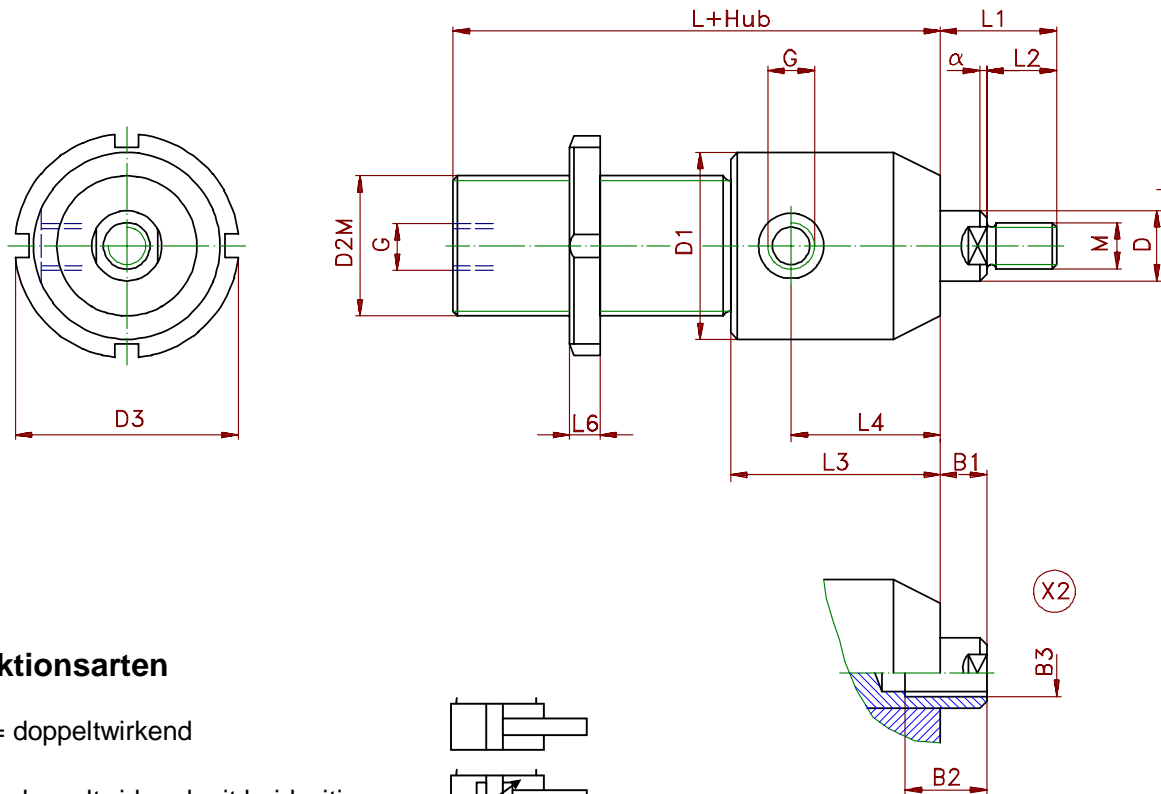 L+Hub
L1
G
α
L2
D2M
G
D1
M
D
D3
L6
L4
L3
B1
X2
B3
B2
ktionsarten
= doppeltwirkend